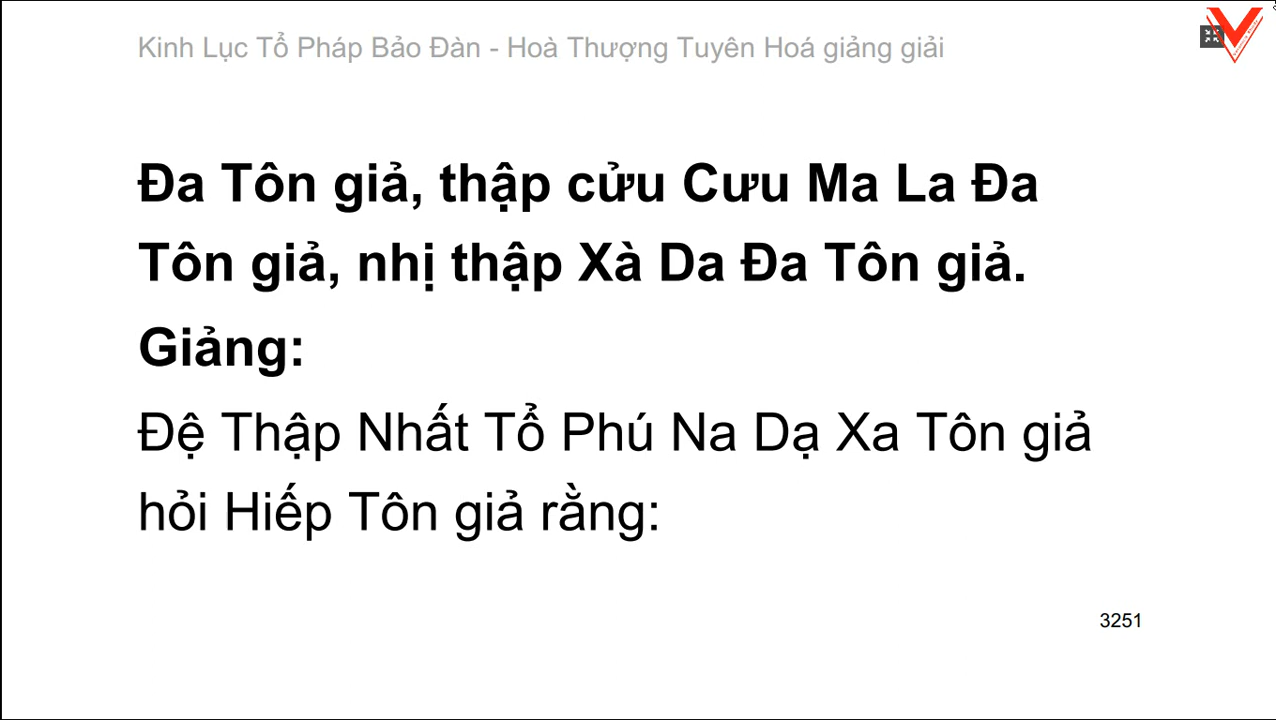 Kinh Lục Tổ Pháp Bảo Đàn - Hoà Thượng Tuyên Hoá giảng giải
Đa Tôn giả, thập cửu Cưu Ma La Đa
Tôn giả, nhị thập Xà Da Đa Tôn giả.
Giảng:
Đệ Thập Nhất Tổ Phú Na Dạ Xa Tôn giả
hỏi Hiếp Tôn giả rằng:
3251